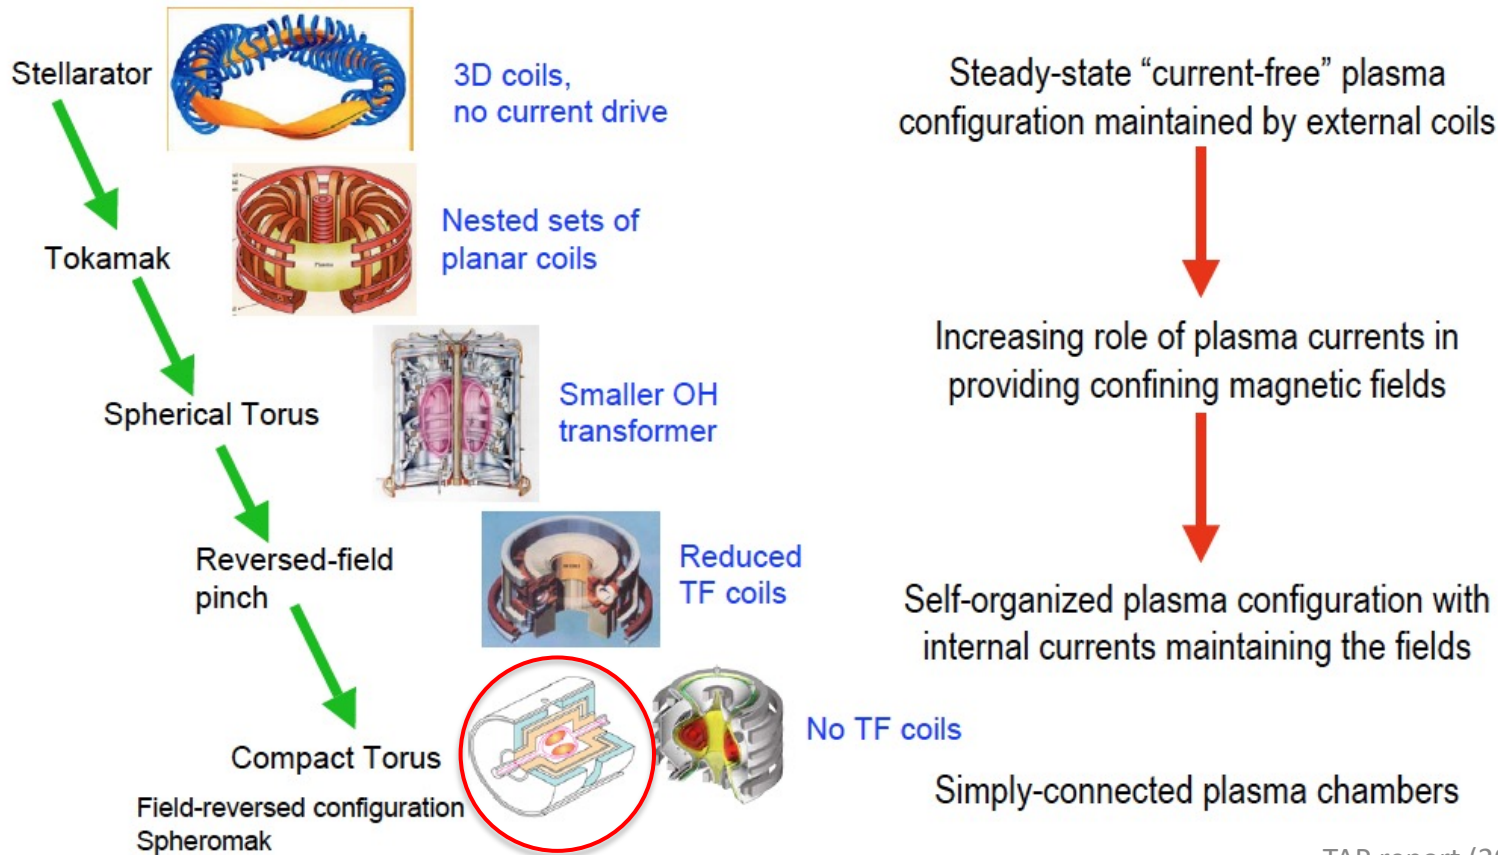 Stellarator
3D coils,
no current drive
Steady-state “current-free” plasma
configuration maintained by external coils
Nested sets of
planar coils
Tokamak
Plasma
Increasing role of plasma currents in
providing confining magnetic fields
Smaller OH
transformer
Spherical Torus
Reversed-field
pinch
Reduced
TF coils
Self-organized plasma configuration with
internal currents maintaining the fields
Compact Torus
No TF coils
Field-reversed configuration
Spheromak
Simply-connected plasma chambers
TAP report